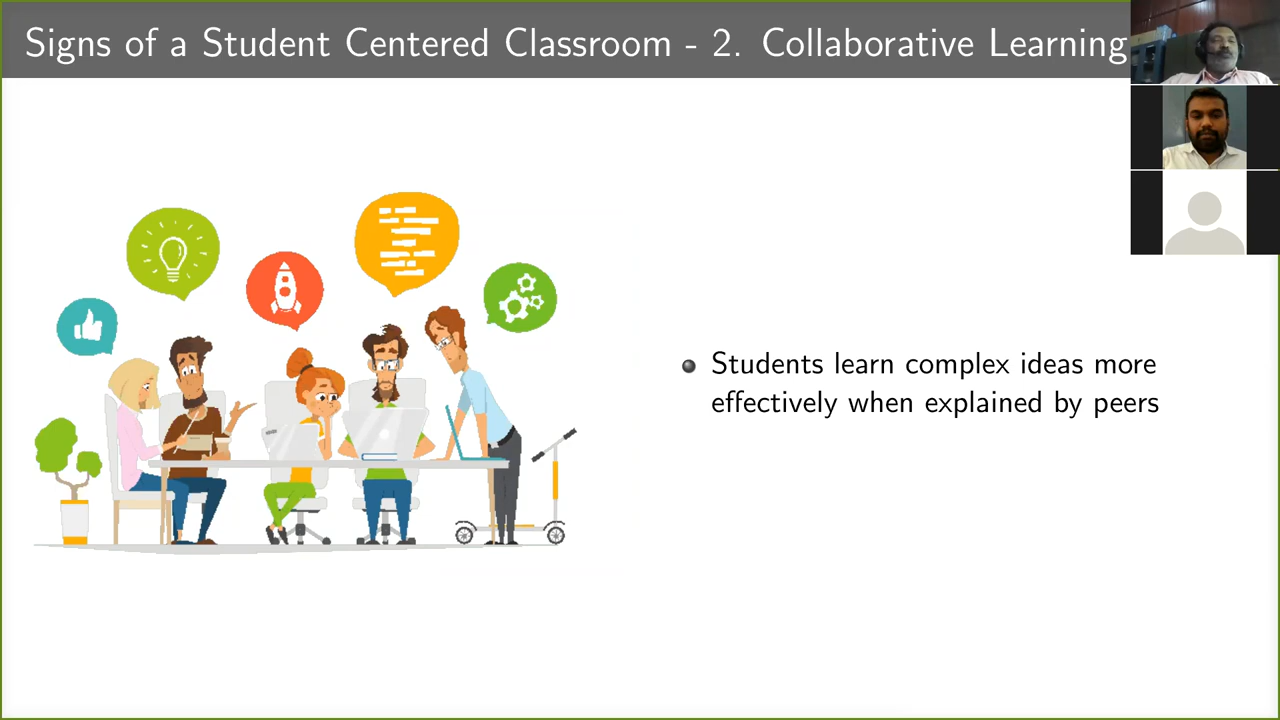 Signs of a Student Centered Classroom - 2. Collaborative Learning
Students learn complex ideas more
effectively when explained by peers